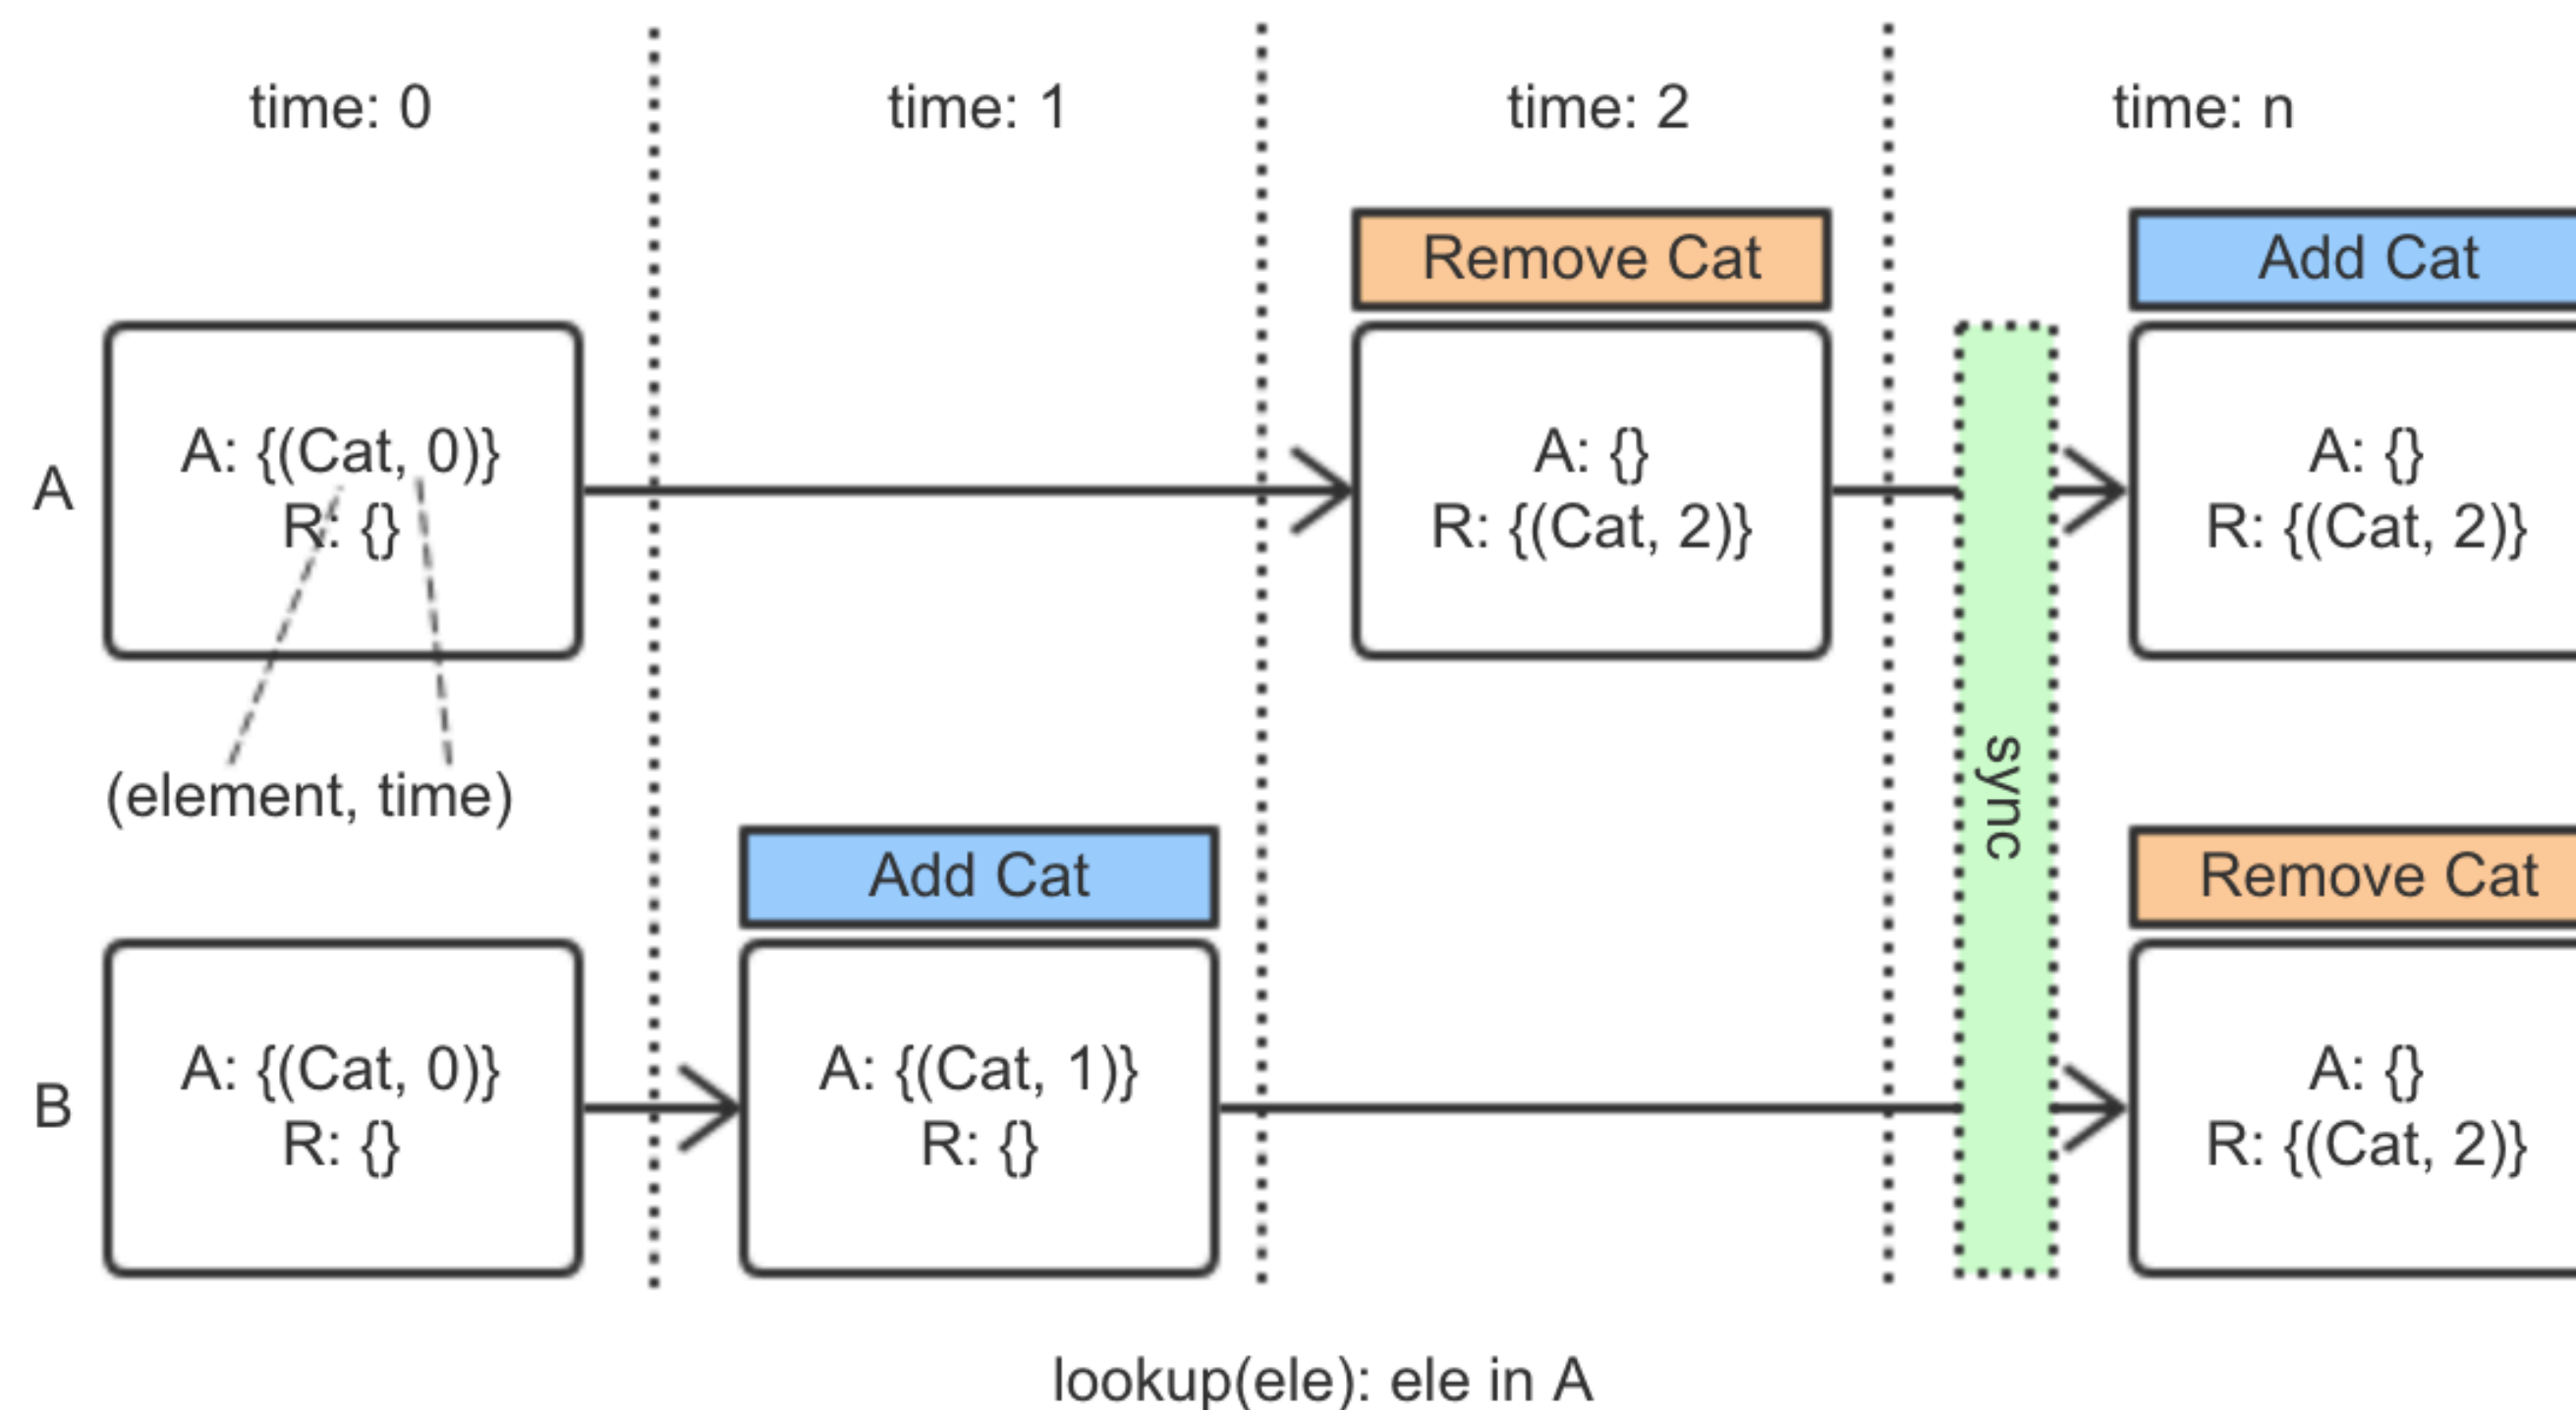 time: 0
time: 1
time: 2
time: n
Remove Cat
Add Cat
A
A: {(Cat, 0)}
R: {}
A: {}
R: {(Cat, 2)}
A: {}
R: {(Cat, 2)}
(element, time)
sync
Add Cat
Remove Cat
B
A: {(Cat, 0)}
R: {}
A: {(Cat, 1)}
R: {}
A: {}
R: {(Cat, 2)}
lookup(ele): ele in A